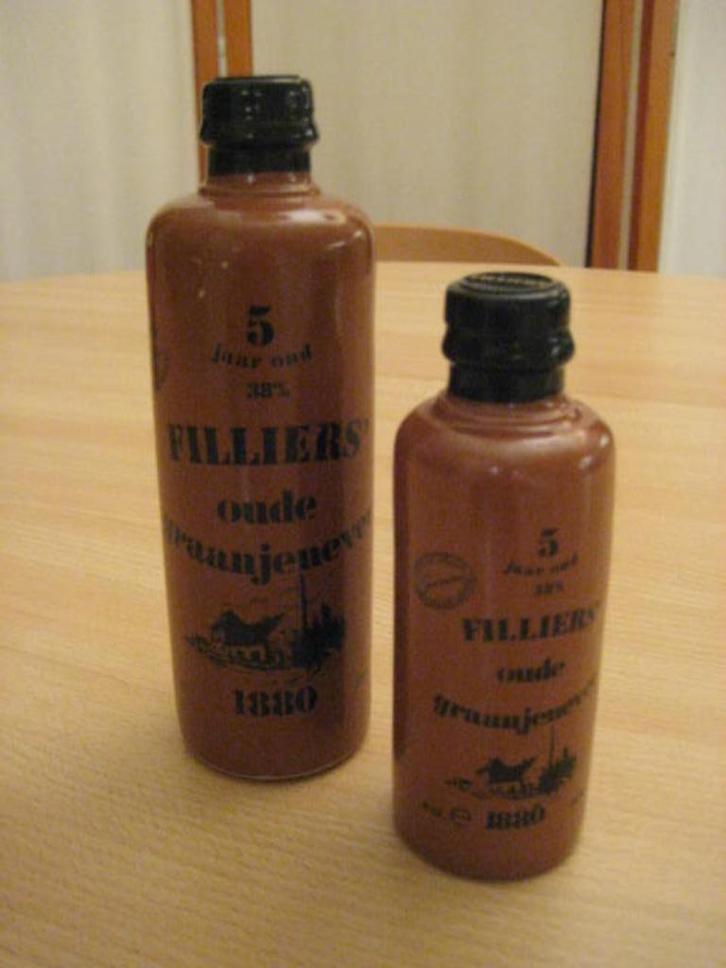 5
jaar oud
38%
FILLIERS'
oude
graanjenever
1880
5
jaar oud
38%
FILLIERS'
oude
graanjenever
1880